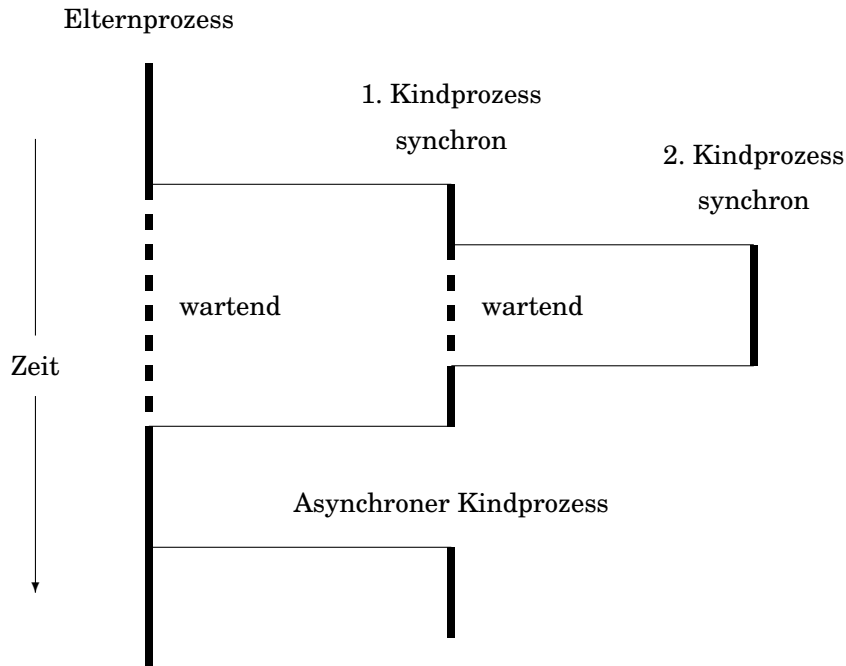 Elternprozess
1. Kindprozess
synchron
2. Kindprozess
synchron
wartend
wartend
Zeit
Asynchroner Kindprozess